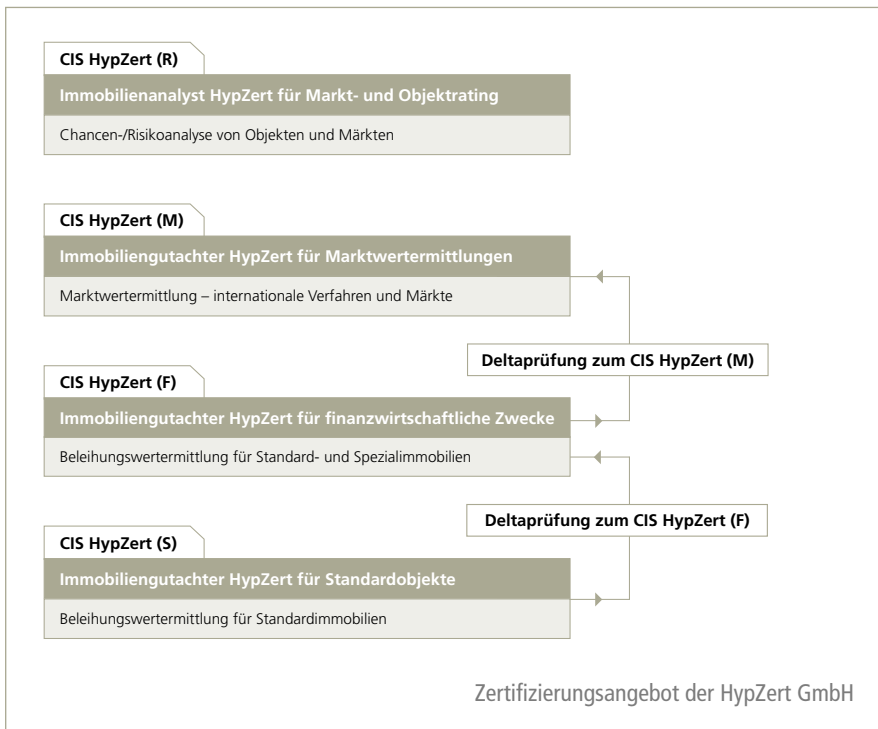 CIS HypZert (R)
Immobilienanalyst HypZert für Markt- und Objektrating
Chancen-/Risikoanalyse von Objekten und Märkten
CIS HypZert (M)
Immobiliengutachter HypZert für Marktwertermittlungen
Marktwertermittlung – internationale Verfahren und Märkte
Deltaprüfung zum CIS HypZert (M)
CIS HypZert (F)
Immobiliengutachter HypZert für finanzwirtschaftliche Zwecke
Beleihungswertermittlung für Standard- und Spezialimmobilien
Deltaprüfung zum CIS HypZert (F)
CIS HypZert (S)
Immobiliengutachter HypZert für Standardobjekte
Beleihungswertermittlung für Standardimmobilien
Zertifizierungsangebot der HypZert GmbH